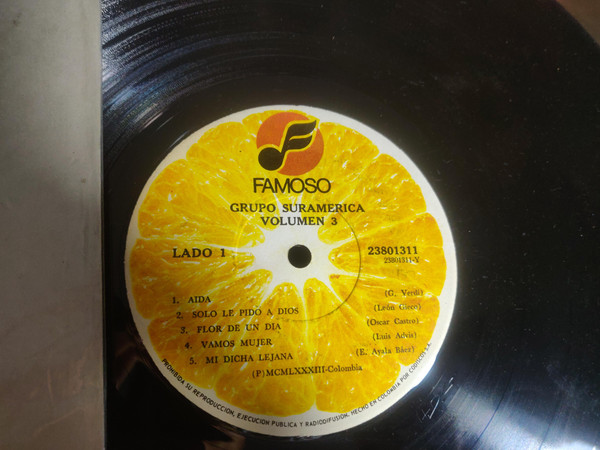 FAMOSO
GRUPO SURAMERICA
VOLUMEN 3
LADO 1
23801311
23801311-Y
1. AIDA (G. Verdi)
2. SOLO LE PIDO A DIOS (León Gieco)
3. FLOR DE UN DIA (Oscar Castro)
4. VAMOS MUJER (Luis Advis)
5. MI DICHA LEJANA (E. Ayala Báez)
(P) MCMLXXXIII-Colombia
PROHIBIDA SU REPRODUCCION, EJECUCION PUBLICA Y RADIODIFUSION. HECHO EN COLOMBIA POR CODISCOS S.A.